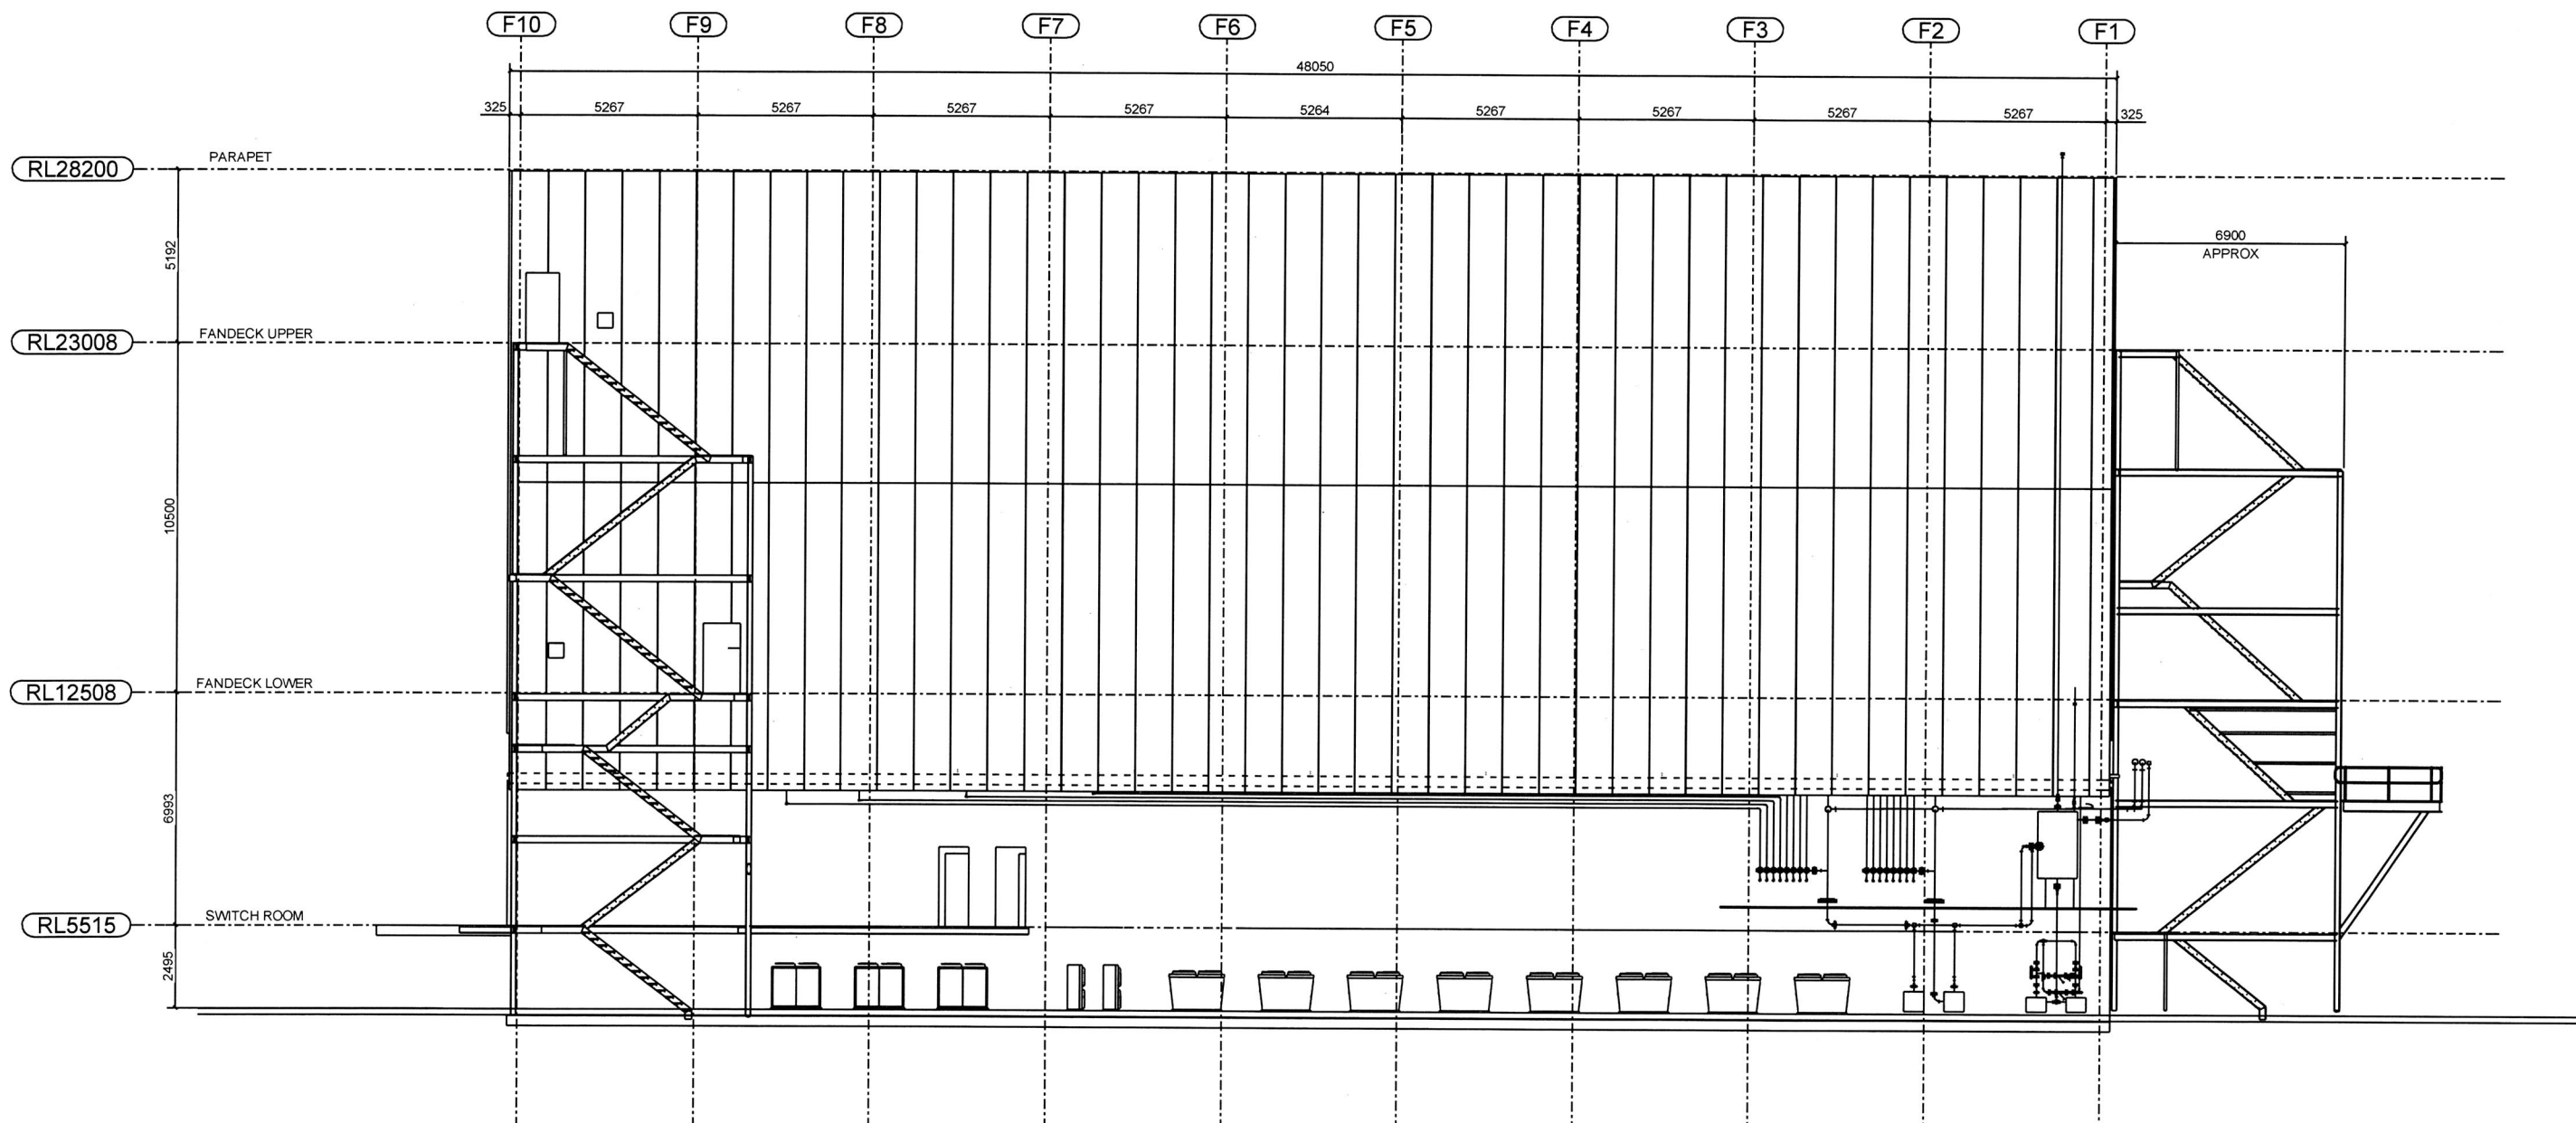 F10 F9 F8 F7 F6 F5 F4 F3 F2 F1
48050
325 5267 5267 5267 5267 5264 5267 5267 5267 5267 325
PARAPET
RL28200
5192
6900
APPROX
FANDECK UPPER
RL23008
10500
FANDECK LOWER
RL12508
6993
SWITCH ROOM
RL5515
2495